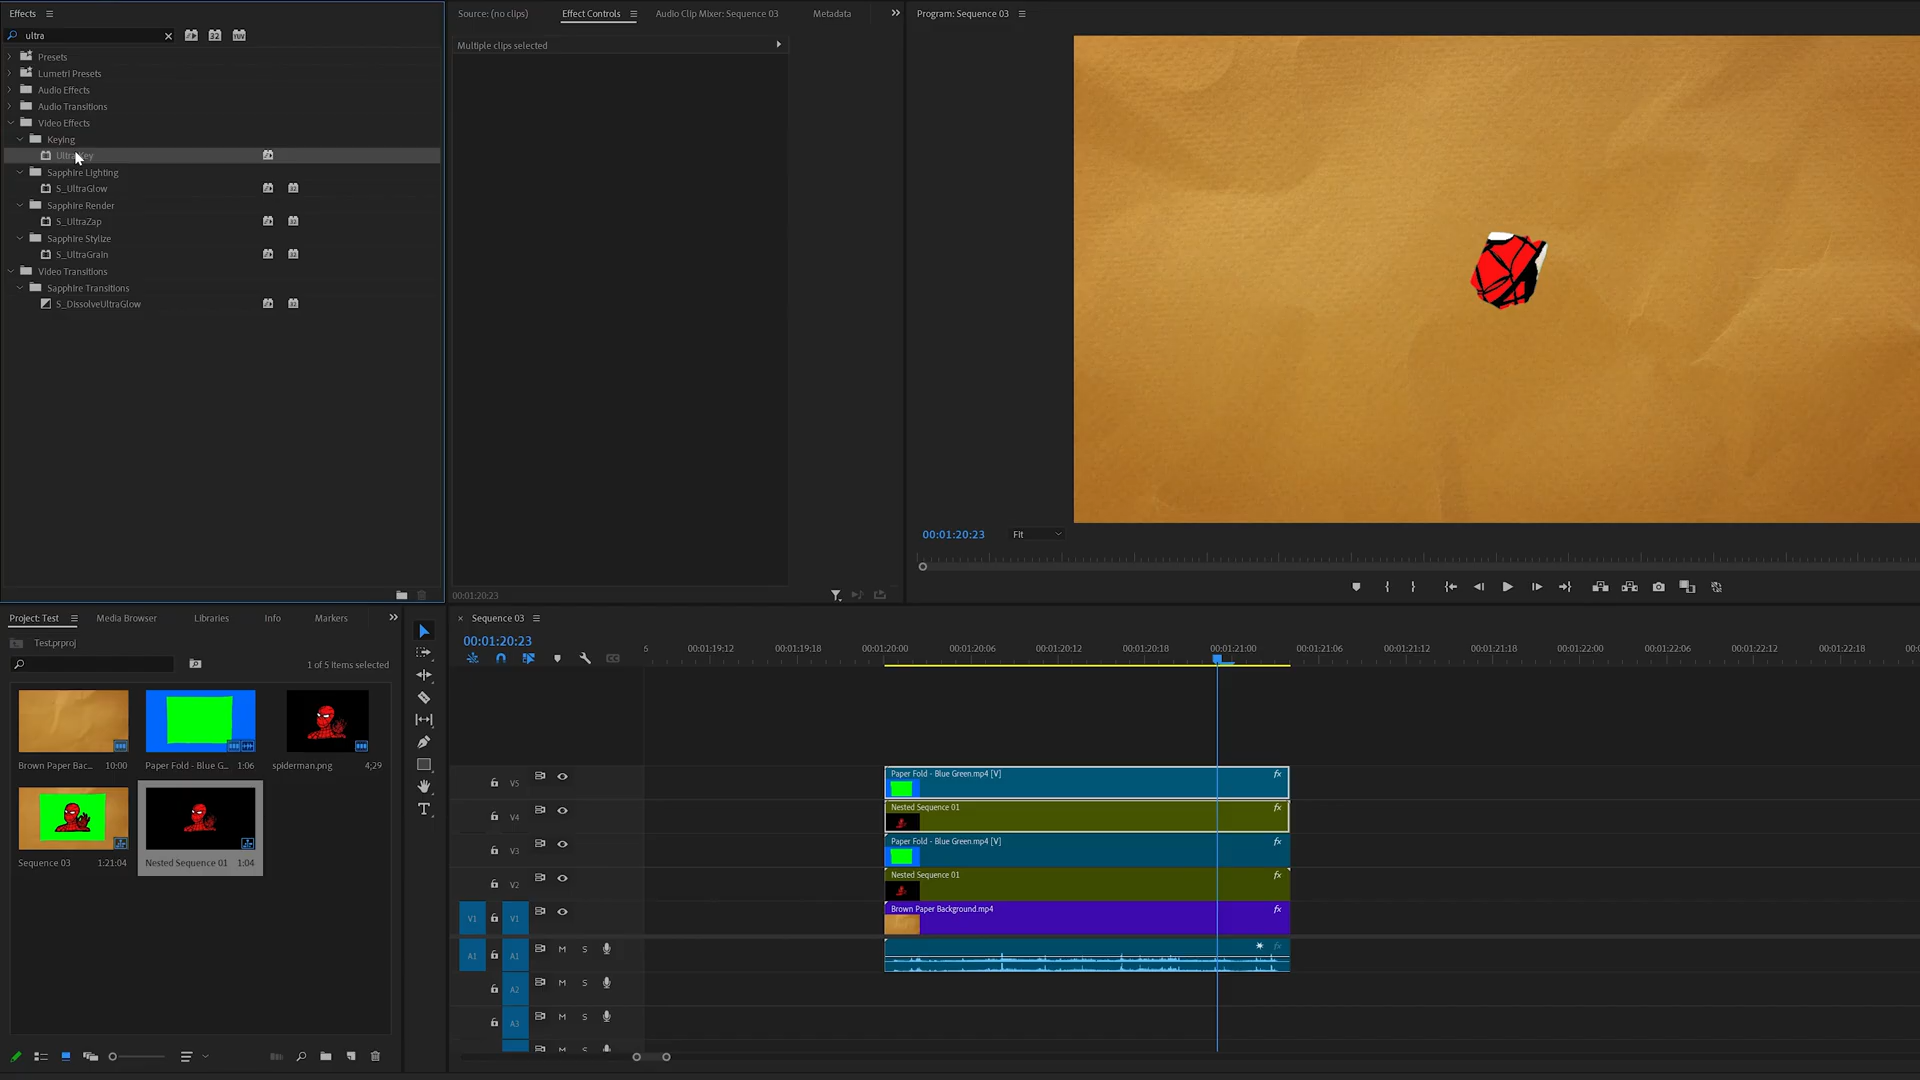 Effects
Source: (no clips)
Effect Controls
Audio Clip Mixer: Sequence 03
Metadata
Program: Sequence 03
ultra
Multiple clips selected
Presets
Lumetri Presets
Audio Effects
Audio Transitions
Video Effects
Keying
Ultra Key
Sapphire Lighting
S_UltraGlow
Sapphire Render
S_UltraZap
Sapphire Stylize
S_UltraGrain
Video Transitions
Sapphire Transitions
S_DissolveUltraGlow
00:01:20:23
Fit
00:01:20:23
Project: Test
Media Browser
Libraries
Info
Markers
Test.prproj
1 of 5 items selected
Brown Paper Bac...
10:00
Paper Fold - Blue G...
1:06
spiderman.png
4;29
Sequence 03
1:21:04
Nested Sequence 01
1:04
Sequence 03
00:01:20:23
5
00:01:19:12
00:01:19:18
00:01:20:00
00:01:20:06
00:01:20:12
00:01:20:18
00:01:21:00
00:01:21:06
00:01:21:12
00:01:21:18
00:01:22:00
00:01:22:06
00:01:22:12
00:01:22:18
V5
Paper Fold - Blue Green.mp4 [V]
fx
V4
Nested Sequence 01
fx
V3
Paper Fold - Blue Green.mp4 [V]
fx
V2
Nested Sequence 01
fx
V1
V1
Brown Paper Background.mp4
fx
A1
A1
M
S
fx
A2
M
S
A3
M
S